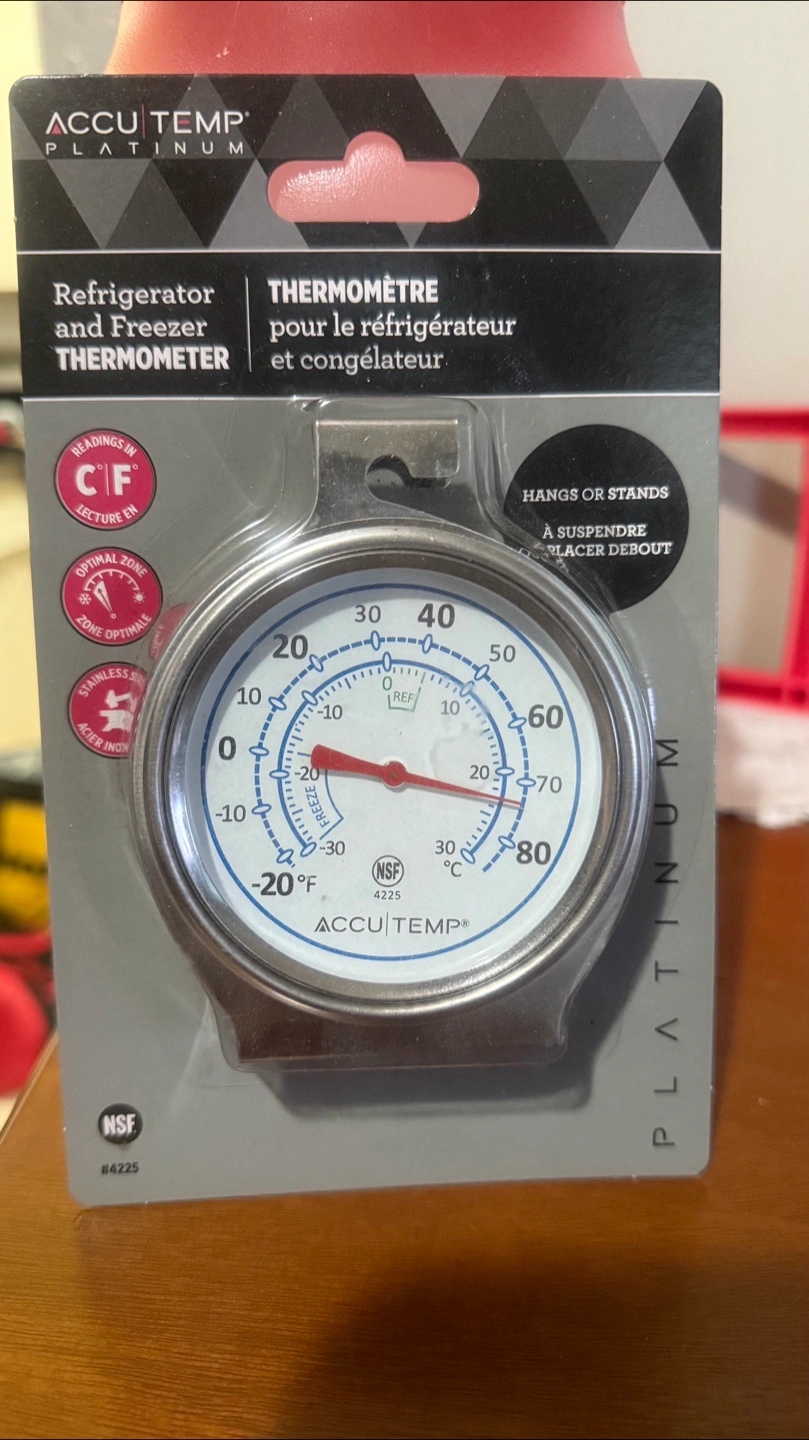 ACCU|TEMP®
PLATINUM
Refrigerator
and Freezer
THERMOMETER
THERMOMÈTRE
pour le réfrigérateur
et congélateur
READINGS IN
C°|F°
LECTURE EN
HANGS OR STANDS
À SUSPENDRE
PLACER DEBOUT
OPTIMAL ZONE
ZONE OPTIMALE
STAINLESS
ACIER
30
40
20
50
10
60
0
70
-10
80
-20°F
0
REF
-10
10
-20
20
FREEZE
-30
30
°C
NSF
4225
ACCU|TEMP®
PLATINUM
NSF
#4225